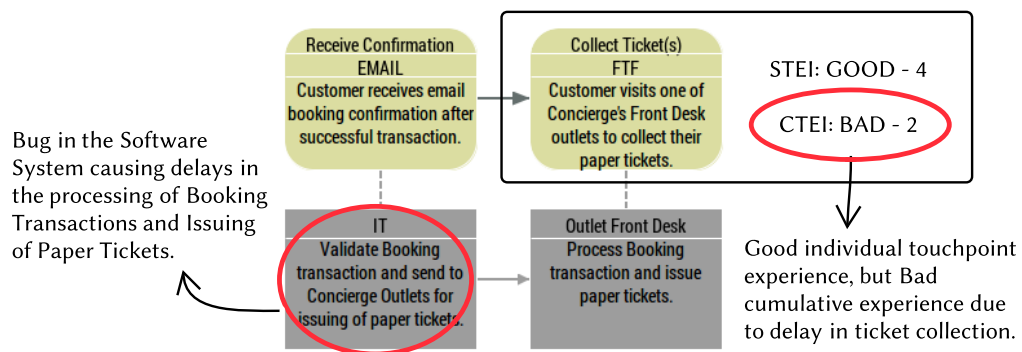 Receive Confirmation
EMAIL
Customer receives email
booking confirmation after
successful transaction.
Collect Ticket(s)
FTF
Customer visits one of
Concierge's Front Desk
outlets to collect their
paper tickets.
STEI: GOOD - 4
CTEI: BAD - 2
Bug in the Software
System causing delays in
the processing of Booking
Transactions and Issuing
of Paper Tickets.
IT
Validate Booking
transaction and send to
Concierge Outlets for
issuing of paper tickets.
Outlet Front Desk
Process Booking
transaction and issue
paper tickets.
Good individual touchpoint
experience, but Bad
cumulative experience due
to delay in ticket collection.